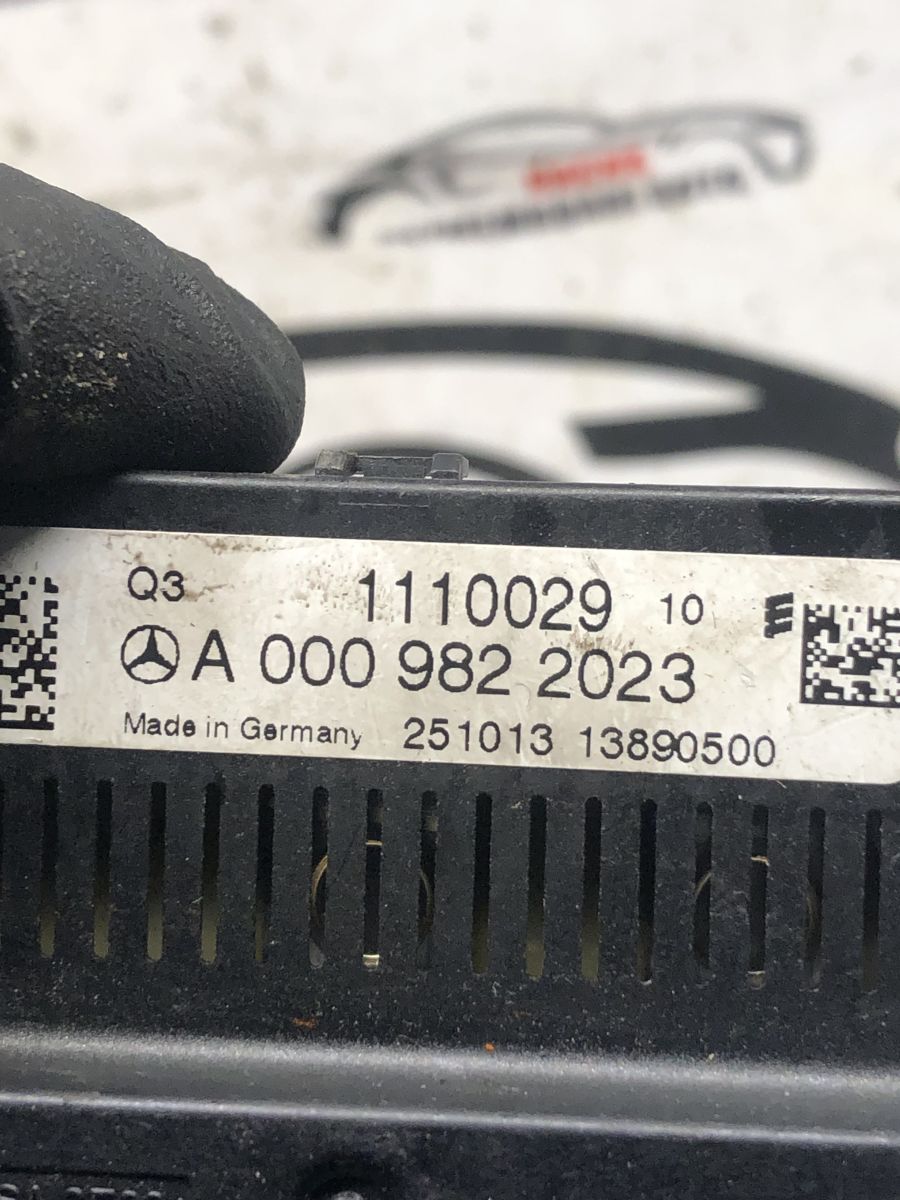 Q3 1110029 10
A 000 982 2023
Made in Germany 251013 13890500